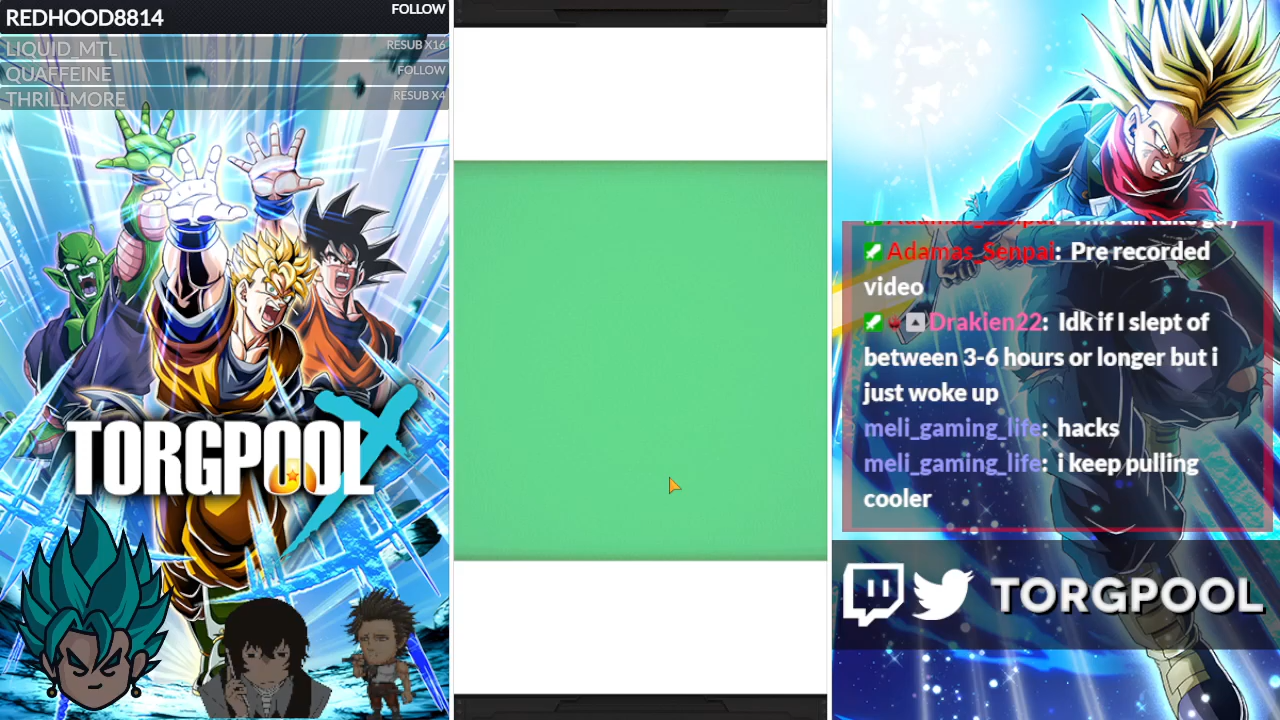 REDHOOD8814 FOLLOW
LIQUID_MTL RESUB X16
QUAFFEINE FOLLOW
THRILLMORE RESUB X4
TORGPOOL X
Adamas_Senpai: Pre recorded
video
Drakien22: Idk if I slept of
between 3-6 hours or longer but i
just woke up
meli_gaming_life: hacks
meli_gaming_life: i keep pulling
cooler
TORGPOOL